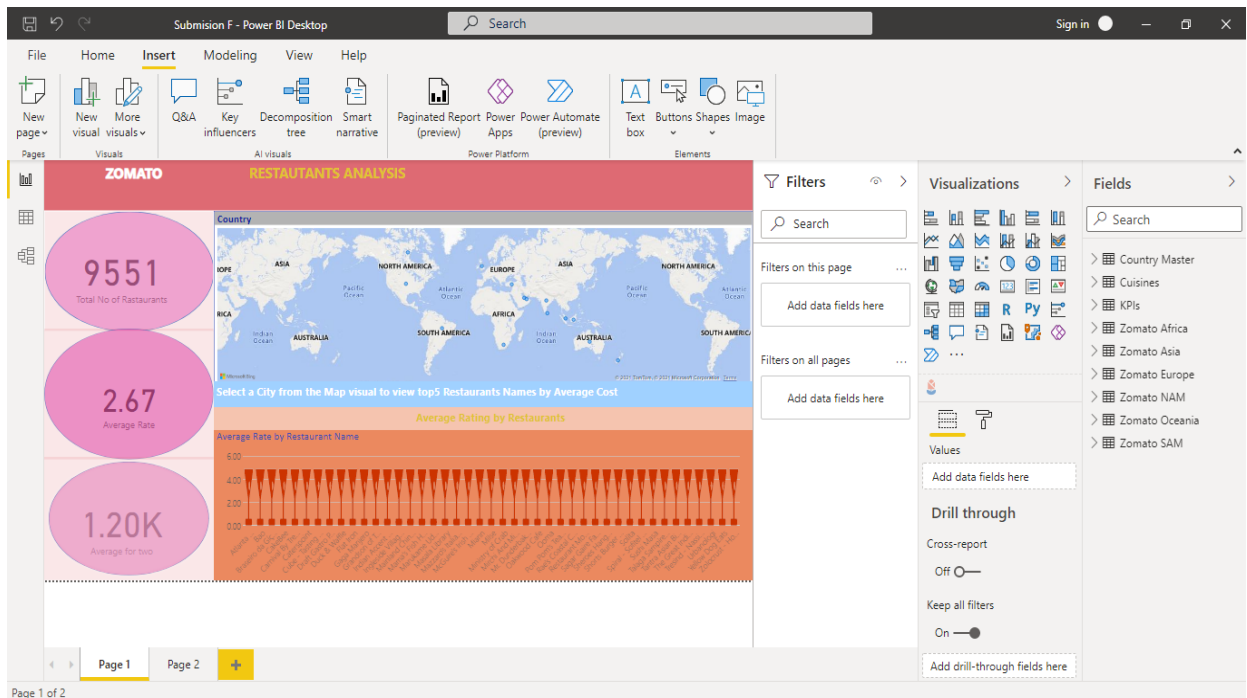 Submision F - Power BI Desktop
Search
Sign in
File Home Insert Modeling View Help
New page
New visual
More visuals
Q&A
Key influencers
Decomposition tree
Smart narrative
Paginated Report (preview)
Power Apps
Power Automate (preview)
Text box
Buttons
Shapes
Image
Pages
Visuals
AI visuals
Power Platform
Elements
ZOMATO
RESTAUTANTS ANALYSIS
9551
Total No of Restaurants
2.67
Average Rate
1.20K
Average for two
Country
ASIA
NORTH AMERICA
EUROPE
ASIA
NORTH AMERICA
Pacific Ocean
Atlantic Ocean
Pacific Ocean
Atlantic Ocean
AFRICA
Indian Ocean
AUSTRALIA
SOUTH AMERICA
Indian Ocean
AUSTRALIA
SOUTH AMERIC
Select a City from the Map visual to view top5 Restaurants Names by Average Cost
Average Rating by Restaurants
Average Rate by Restaurant Name
6.00
4.00
2.00
0.00
Page 1
Page 2
Page 1 of 2
Filters
Search
Filters on this page
Add data fields here
Filters on all pages
Add data fields here
Visualizations
R
Py
Values
Add data fields here
Drill through
Cross-report
Off
Keep all filters
On
Add drill-through fields here
Fields
Search
Country Master
Cuisines
KPIs
Zomato Africa
Zomato Asia
Zomato Europe
Zomato NAM
Zomato Oceania
Zomato SAM